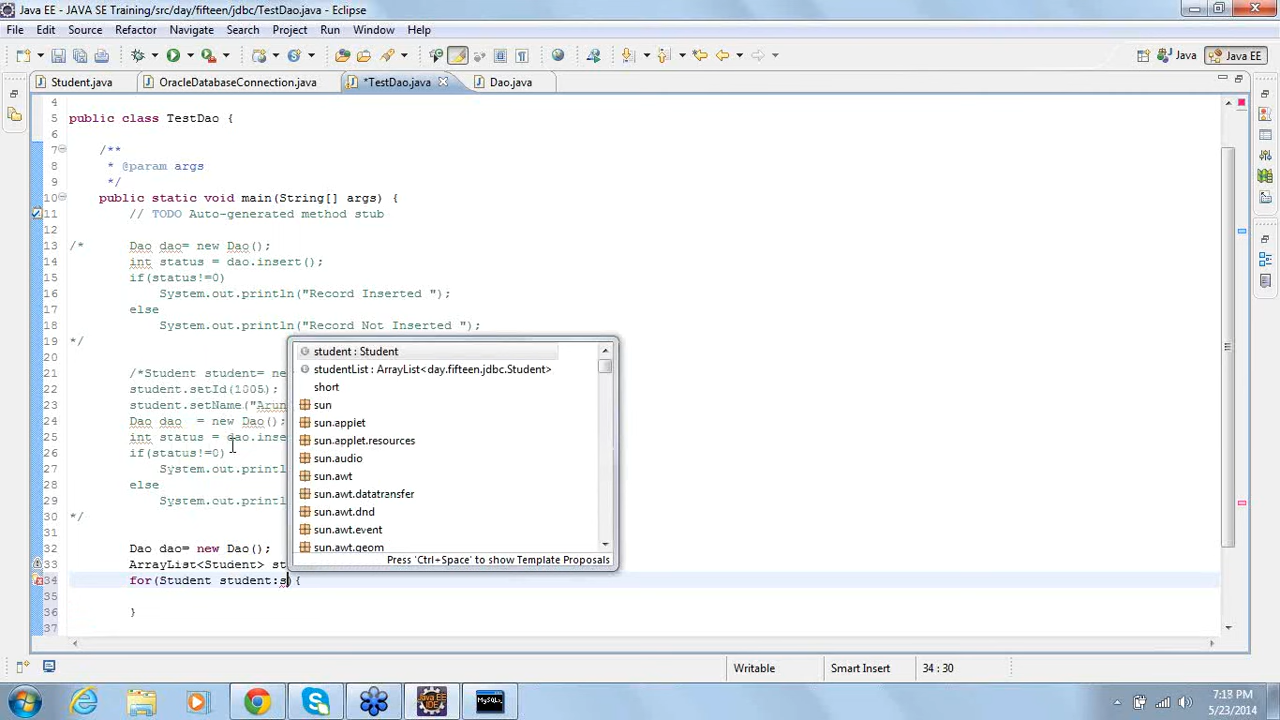 Java EE - JAVA SE Training/src/day/fifteen/jdbc/TestDao.java - Eclipse
File Edit Source Refactor Navigate Search Project Run Window Help
Java Java EE
Student.java OracleDatabaseConnection.java *TestDao.java Dao.java
4
5 public class TestDao {
6
7 /**
8 * @param args
9 */
10 public static void main(String[] args) {
11 // TODO Auto-generated method stub
12
13 /* Dao dao= new Dao();
14 int status = dao.insert();
15 if(status!=0)
16 System.out.println("Record Inserted ");
17 else
18 System.out.println("Record Not Inserted ");
19 */
20
21 /*Student student= ne
22 student.setId(1005);
23 student.setName("Arun
24 Dao dao = new Dao();
25 int status = dao.inse
26 if(status!=0)
27 System.out.printl
28 else
29 System.out.printl
30 */
31
32 Dao dao= new Dao();
33 ArrayList<Student> st
34 for(Student student:s){
35
36 }
37
student : Student
studentList : ArrayList<day.fifteen.jdbc.Student>
short
sun
sun.applet
sun.applet.resources
sun.audio
sun.awt
sun.awt.datatransfer
sun.awt.dnd
sun.awt.event
sun.awt.geom
Press 'Ctrl+Space' to show Template Proposals
Writable Smart Insert 34 : 30
Java EE IDE MySQL
7:13 PM
5/23/2014